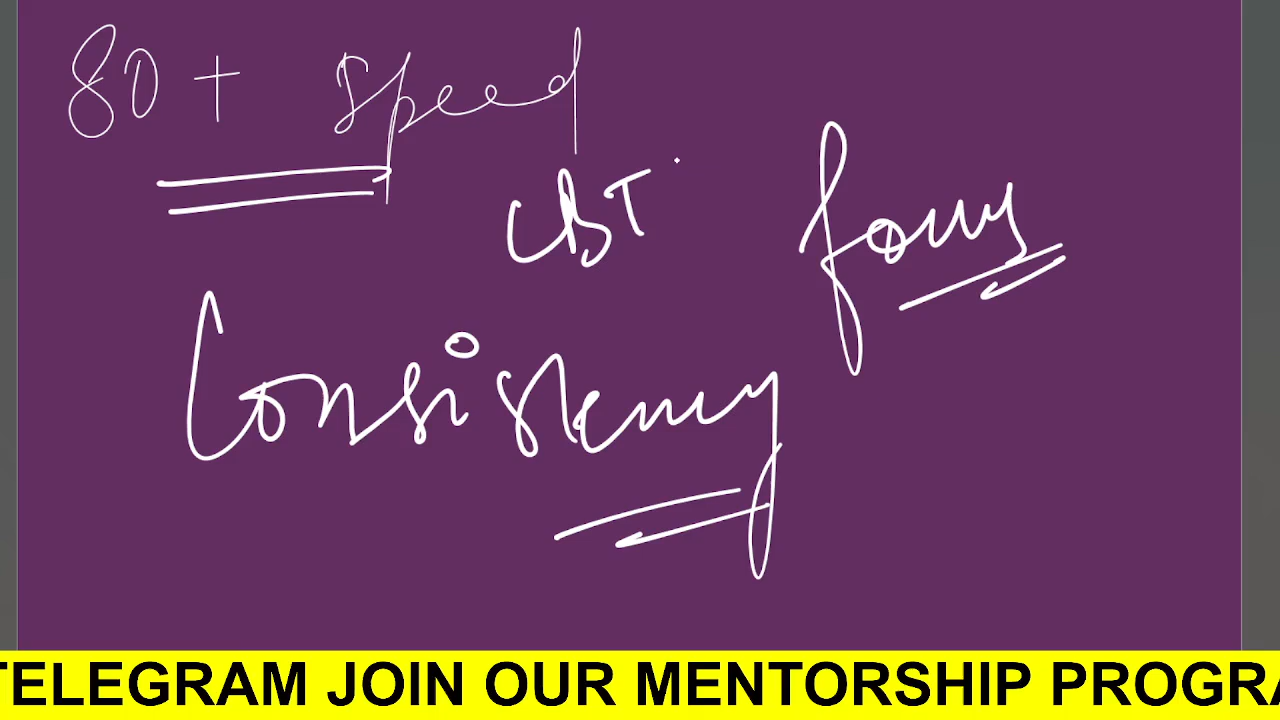 80+ speed
CBT focus
Consistency
TELEGRAM JOIN OUR MENTORSHIP PROGRA